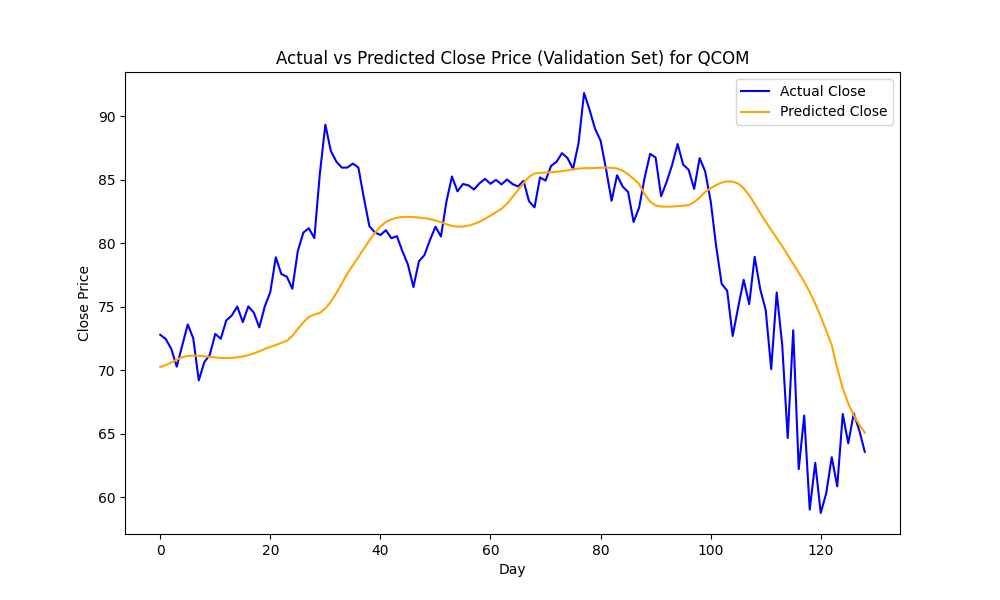 Actual vs Predicted Close Price (Validation Set) for QCOM
Actual Close
Predicted Close
Close Price
90
85
80
75
70
65
60
0 20 40 60 80 100 120
Day